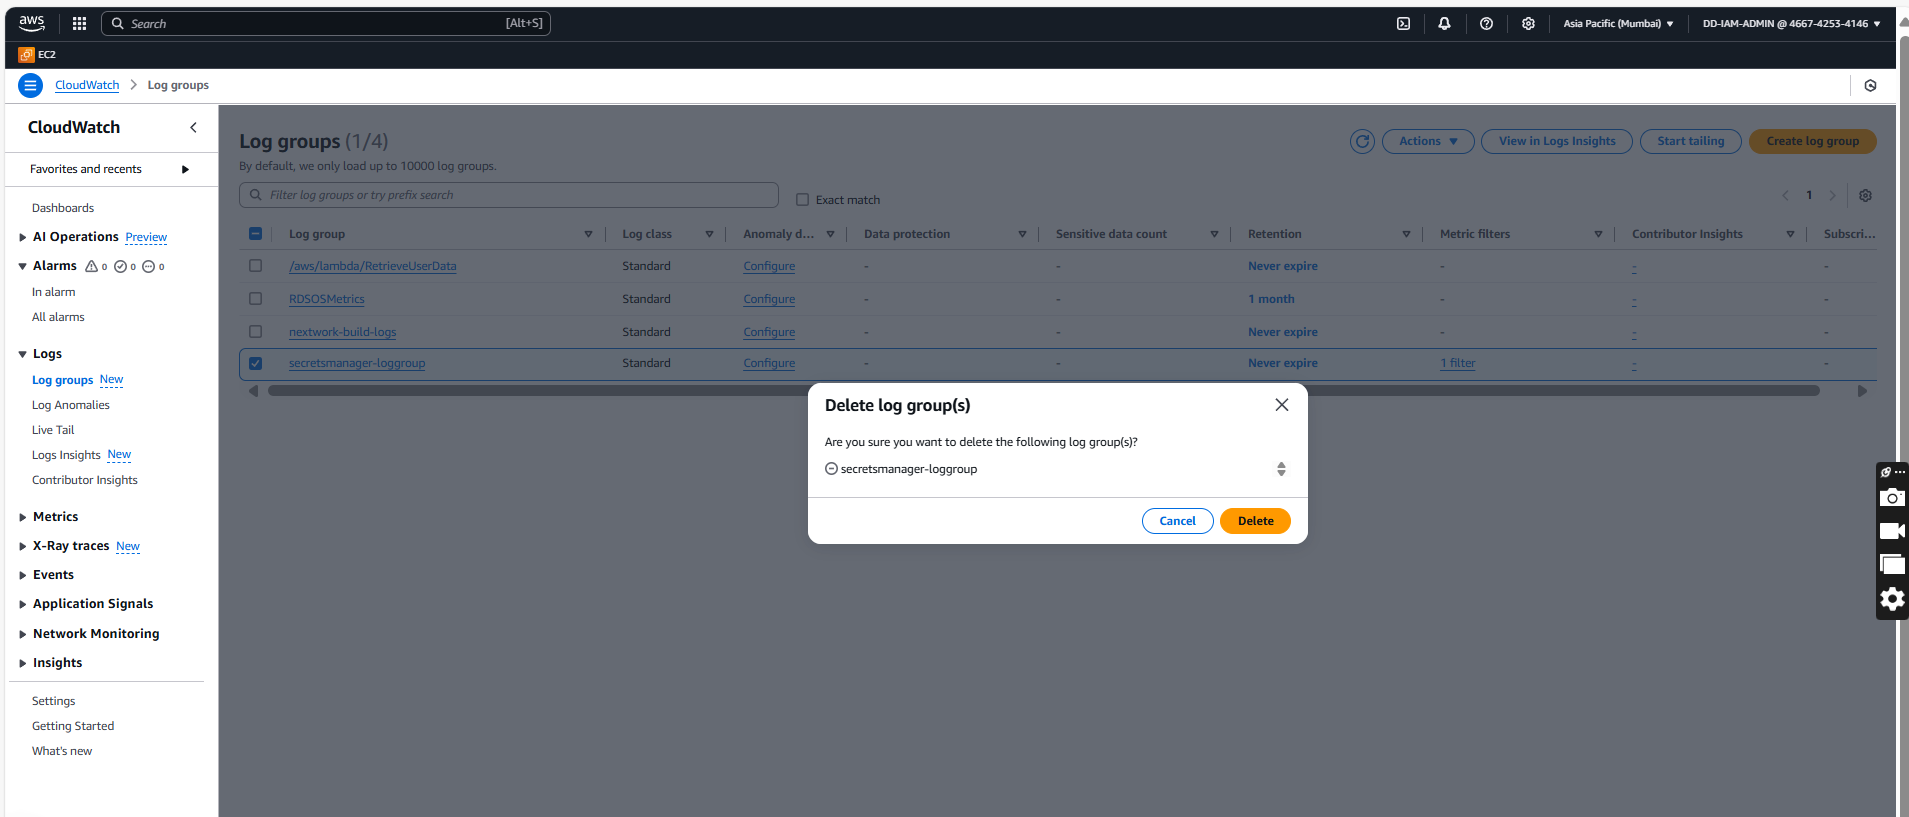 aws
Search [Alt+S]
Asia Pacific (Mumbai)
DD-IAM-ADMIN @ 4667-4253-4146
EC2
CloudWatch > Log groups
CloudWatch
Favorites and recents
Dashboards
AI Operations Preview
Alarms 0 0 0
In alarm
All alarms
Logs
Log groups New
Log Anomalies
Live Tail
Logs Insights New
Contributor Insights
Metrics
X-Ray traces New
Events
Application Signals
Network Monitoring
Insights
Settings
Getting Started
What's new
Log groups (1/4)
By default, we only load up to 10000 log groups.
Actions
View in Logs Insights
Start tailing
Create log group
Filter log groups or try prefix search
Exact match
1
Log group Log class Anomaly d... Data protection Sensitive data count Retention Metric filters Contributor Insights Subscri...
/aws/lambda/RetrieveUserData Standard Configure - - Never expire - - -
RDSOSMetrics Standard Configure - - 1 month - - -
nextwork-build-logs Standard Configure - - Never expire - - -
secretsmanager-loggroup Standard Configure - - Never expire 1 filter - -
Delete log group(s)
Are you sure you want to delete the following log group(s)?
secretsmanager-loggroup
Cancel
Delete